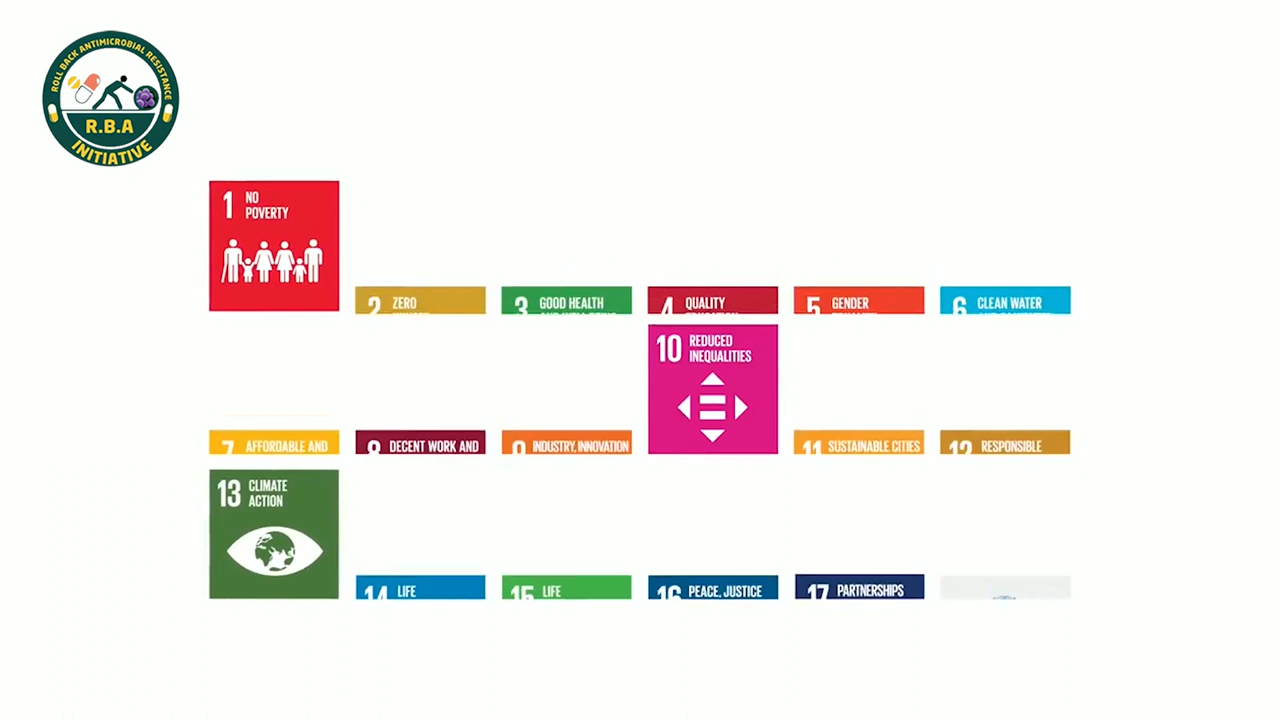 ROLL BACK ANTIMICROBIAL RESISTANCE
R.B.A
INITIATIVE
1 NO
POVERTY
2 ZERO
3 GOOD HEALTH
4 QUALITY
5 GENDER
6 CLEAN WATER
10 REDUCED
INEQUALITIES
7 AFFORDABLE AND
8 DECENT WORK AND
9 INDUSTRY, INNOVATION
11 SUSTAINABLE CITIES
12 RESPONSIBLE
13 CLIMATE
ACTION
14 LIFE
15 LIFE
16 PEACE, JUSTICE
17 PARTNERSHIPS